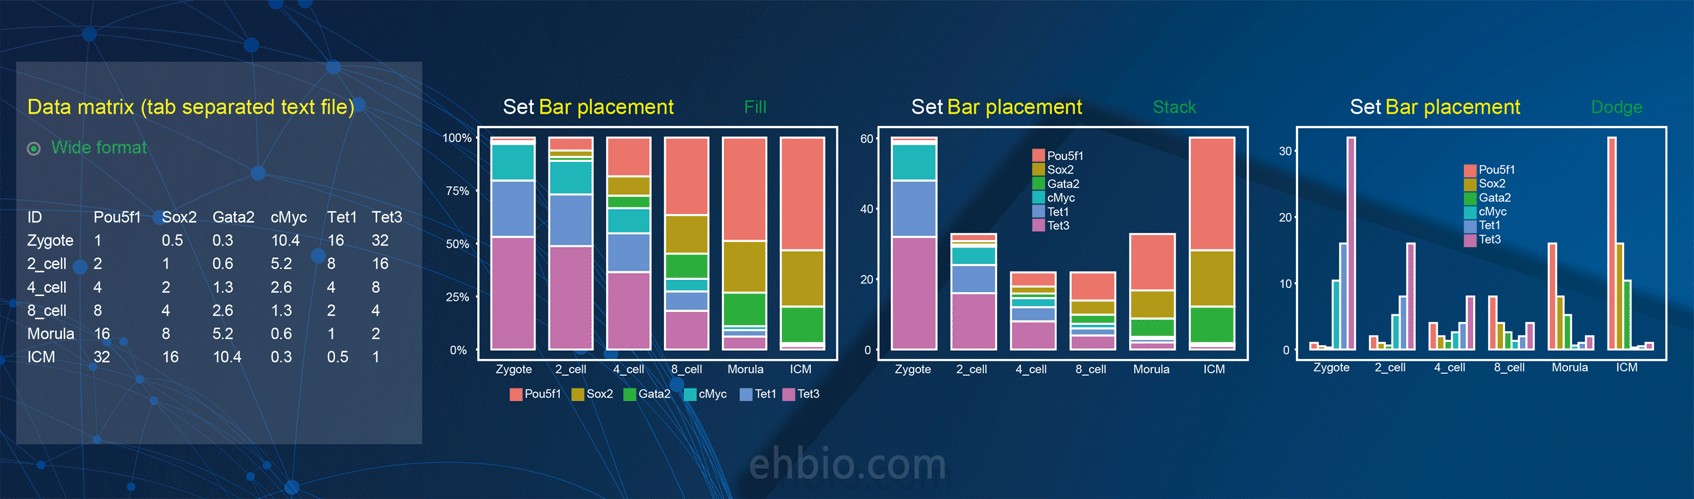 Data matrix (tab separated text file)
Wide format
ID Pou5f1 Sox2 Gata2 cMyc Tet1 Tet3
Zygote 1 0.5 0.3 10.4 16 32
2_cell 2 1 0.6 5.2 8 16
4_cell 4 2 1.3 2.6 4 8
8_cell 8 4 2.6 1.3 2 4
Morula 16 8 5.2 0.6 1 2
ICM 32 16 10.4 0.3 0.5 1
Set Bar placement Fill
100%
75%
50%
25%
0%
Zygote 2_cell 4_cell 8_cell Morula ICM
Pou5f1 Sox2 Gata2 cMyc Tet1 Tet3
Set Bar placement Stack
60
40
20
0
Pou5f1
Sox2
Gata2
cMyc
Tet1
Tet3
Zygote 2_cell 4_cell 8_cell Morula ICM
Set Bar placement Dodge
30
20
10
0
Pou5f1
Sox2
Gata2
cMyc
Tet1
Tet3
Zygote 2_cell 4_cell 8_cell Morula ICM
ehbio.com